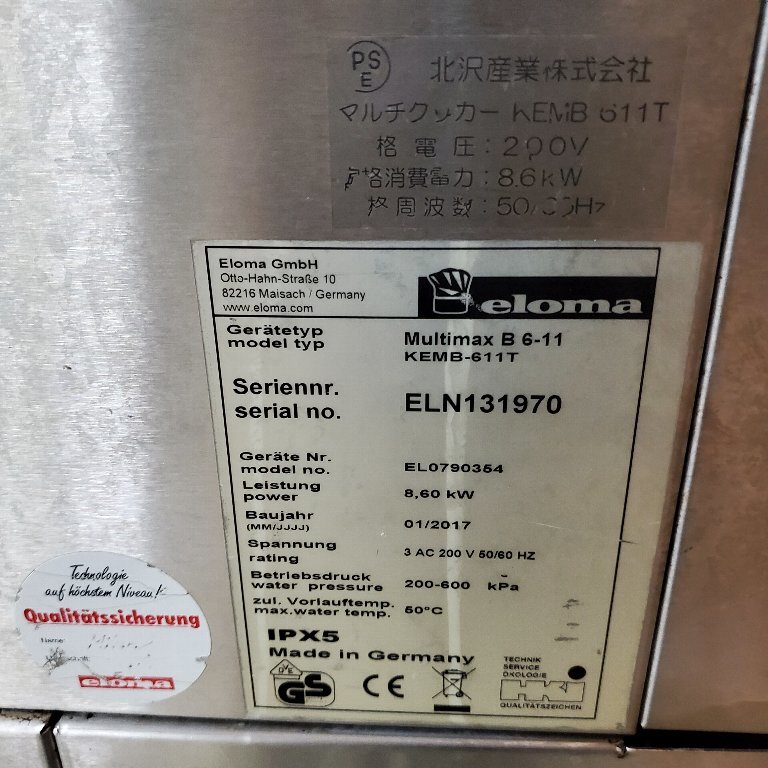 PS
E
北沢産業株式会社
マルチクッカー KEMB 611T
格電圧:200V
格消費電力:8.6kW
格周波数:50/60Hz
Eloma GmbH
Otto-Hahn-Straße 10
82216 Maisach / Germany
www.eloma.com
eloma
Gerätetyp
model typ
Multimax B 6-11
KEMB-611T
Seriennr.
serial no.
ELN131970
Geräte Nr.
model no.
EL0790354
Leistung
power
8,60 kW
Baujahr
(MM/JJJJ)
01/2017
Spannung
rating
3 AC 200 V 50/60 HZ
Betriebsdruck
water pressure
200-600 kPa
zul. Vorlauftemp.
max.water temp.
50°C
IPX5
Made in Germany
DVE
GS
CE
TECHNIK
SERVICE
ÖKOLOGIE
HKI
QUALITÄTSZEICHEN
Technologie
auf höchstem Niveau!
Qualitätssicherung
Name:
eloma